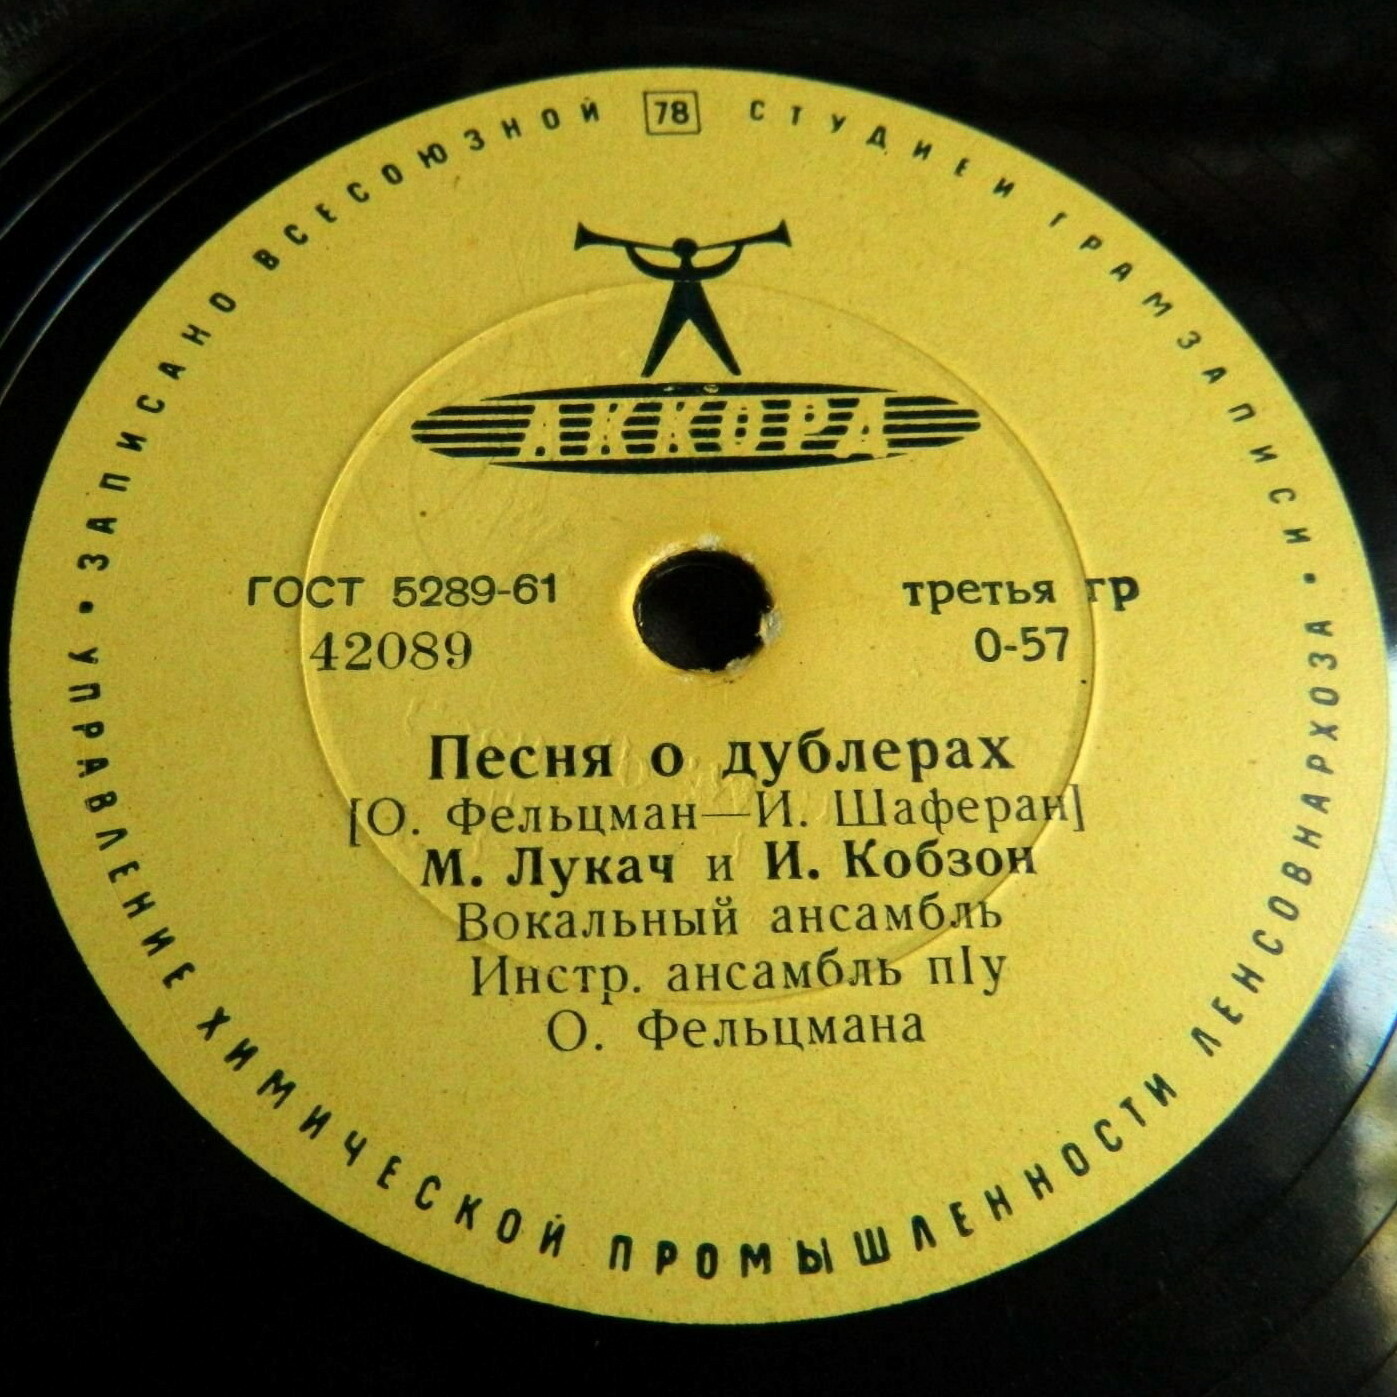 ЗАПИСАНО ВСЕСОЮЗНОЙ 78 СТУДИЕЙ ГРАМЗАПИСИ
АККОРД
ГОСТ 5289-61
третья гр
42089
0-57
Песня о дублерах
[О. Фельцман—И. Шаферан]
М. Лукач и И. Кобзон
Вокальный ансамбль
Инстр. ансамбль п/у
О. Фельцмана
УПРАВЛЕНИЕ ХИМИЧЕСКОЙ ПРОМЫШЛЕННОСТИ ЛЕНСОВНАРХОЗА